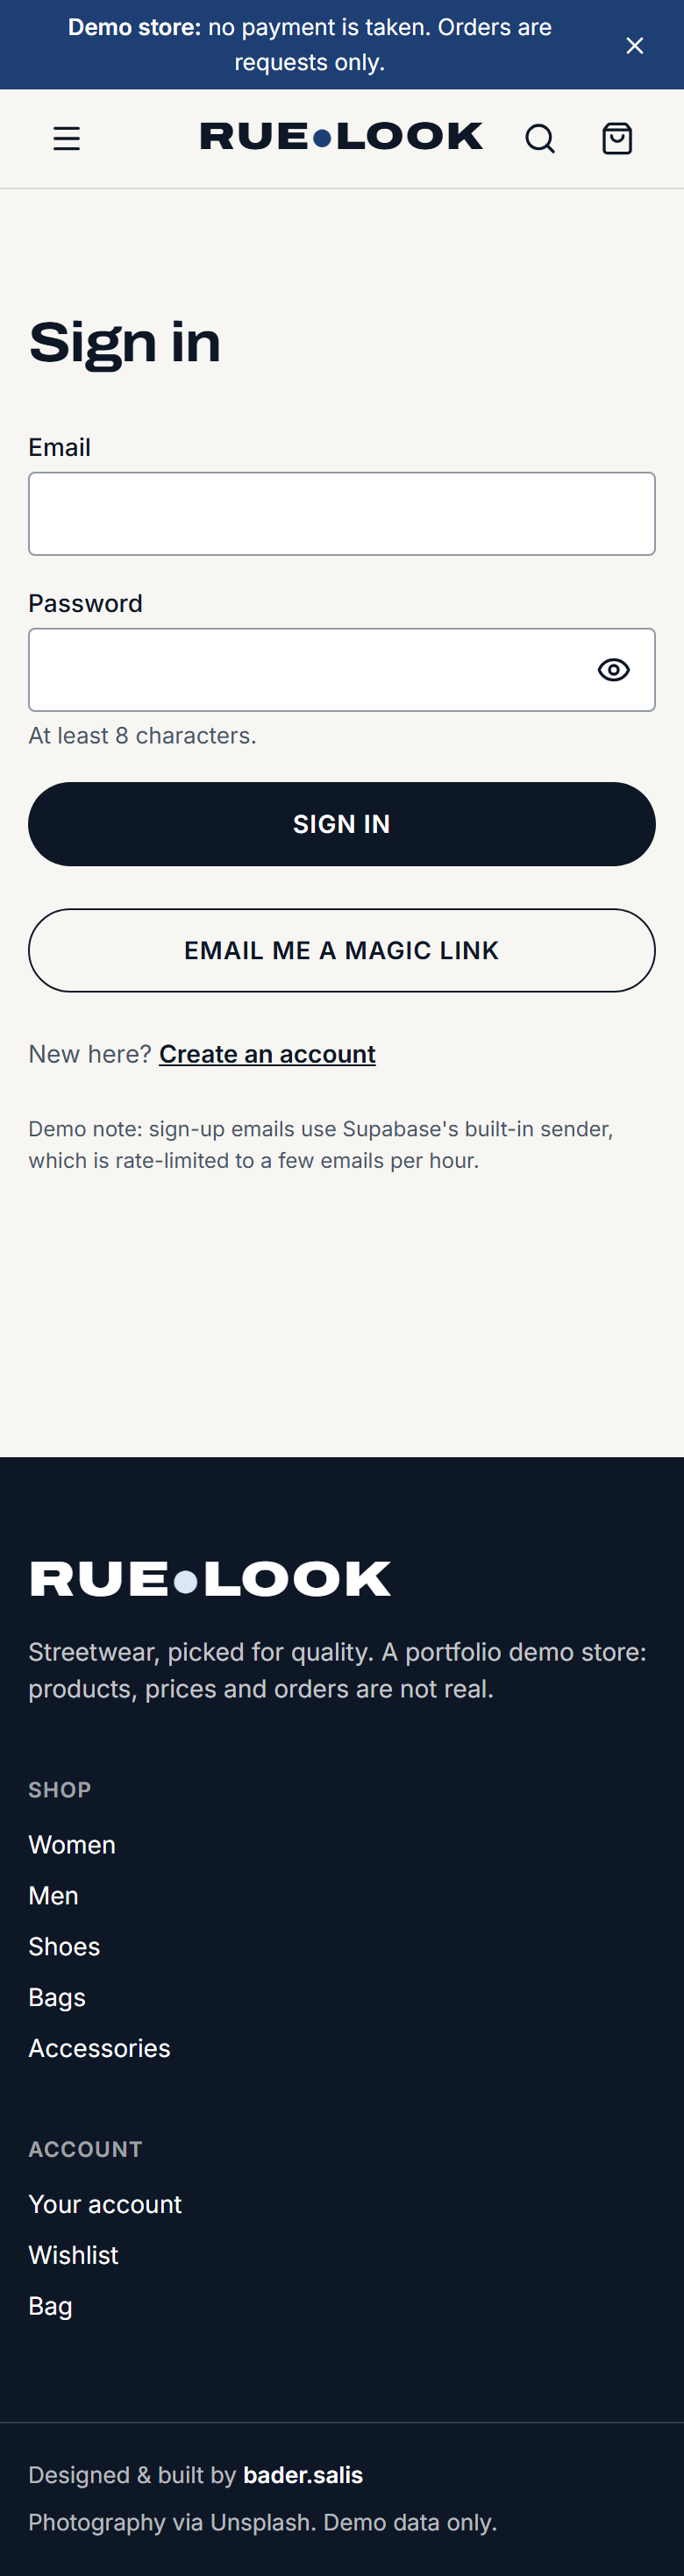 Demo store: no payment is taken. Orders are
requests only.
RUE●LOOK
Sign in
Email
Password
At least 8 characters.
SIGN IN
EMAIL ME A MAGIC LINK
New here? Create an account
Demo note: sign-up emails use Supabase's built-in sender,
which is rate-limited to a few emails per hour.
RUE●LOOK
Streetwear, picked for quality. A portfolio demo store:
products, prices and orders are not real.
SHOP
Women
Men
Shoes
Bags
Accessories
ACCOUNT
Your account
Wishlist
Bag
Designed & built by bader.salis
Photography via Unsplash. Demo data only.